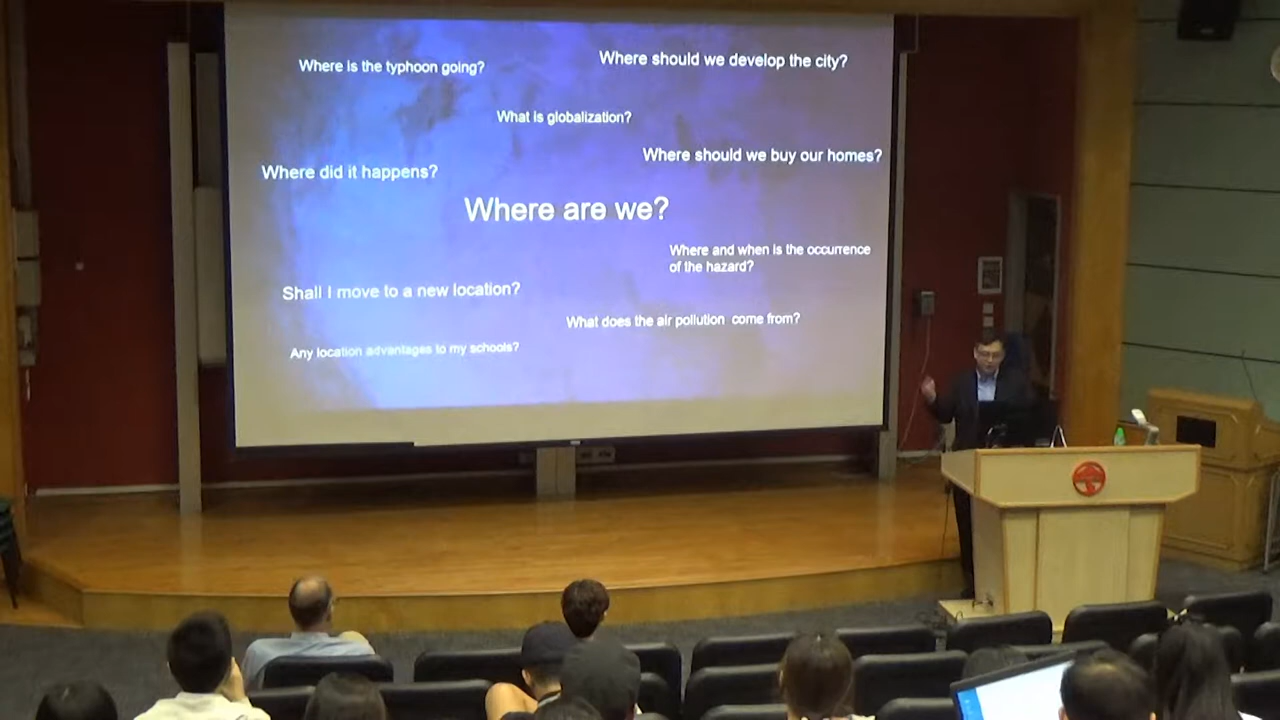 Where is the typhoon going?
Where should we develop the city?
What is globalization?
Where should we buy our homes?
Where did it happens?
Where are we?
Where and when is the occurrence
of the hazard?
Shall I move to a new location?
What does the air pollution come from?
Any location advantages to my schools?